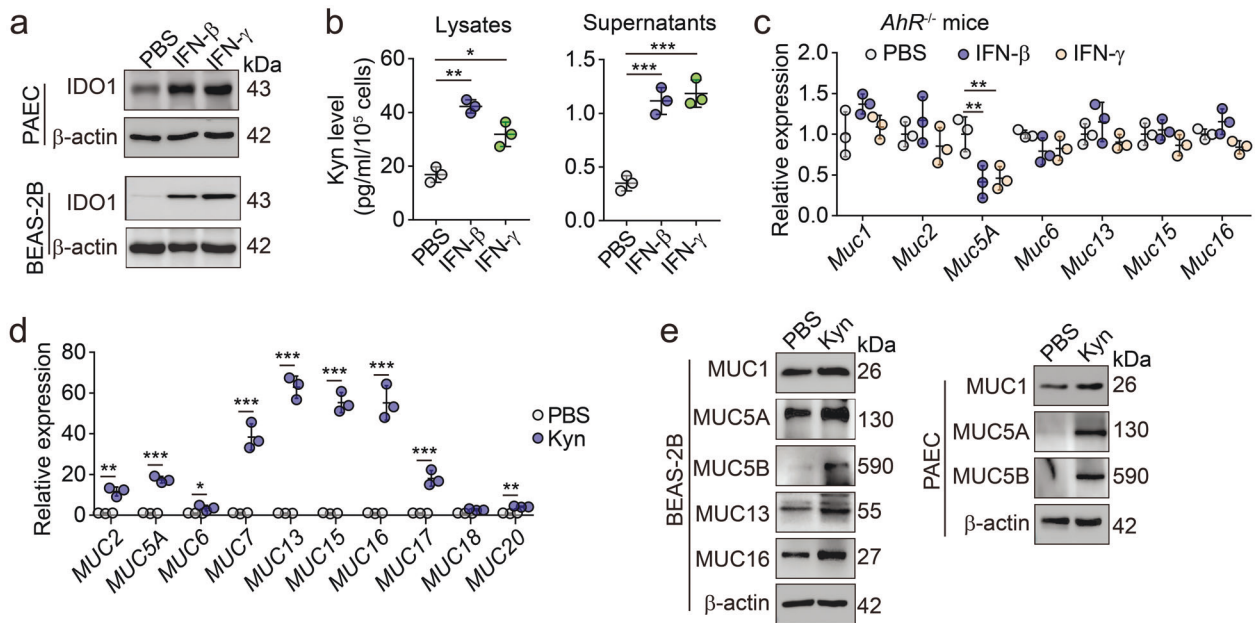 a
PBS
IFN-β
IFN-γ
kDa
PAEC
IDO1
43
β-actin
42
BEAS-2B
IDO1
43
β-actin
42
b
Lysates
Kyn level
(pg/ml/10⁵ cells)
60
40
20
0
*
**
PBS
IFN-β
IFN-γ
Supernatants
1.5
1.0
0.5
0.0
***
***
PBS
IFN-β
IFN-γ
c
AhR⁻/⁻ mice
PBS
IFN-β
IFN-γ
Relative expression
2.0
1.5
1.0
0.5
0.0
**
**
Muc1
Muc2
Muc5A
Muc6
Muc13
Muc15
Muc16
d
Relative expression
80
60
40
20
0
**
***
*
***
***
***
***
***
**
PBS
Kyn
MUC2
MUC5A
MUC6
MUC7
MUC13
MUC15
MUC16
MUC17
MUC18
MUC20
e
PBS
Kyn
kDa
BEAS-2B
MUC1
26
MUC5A
130
MUC5B
590
MUC13
55
MUC16
27
β-actin
42
PBS
Kyn
kDa
PAEC
MUC1
26
MUC5A
130
MUC5B
590
β-actin
42